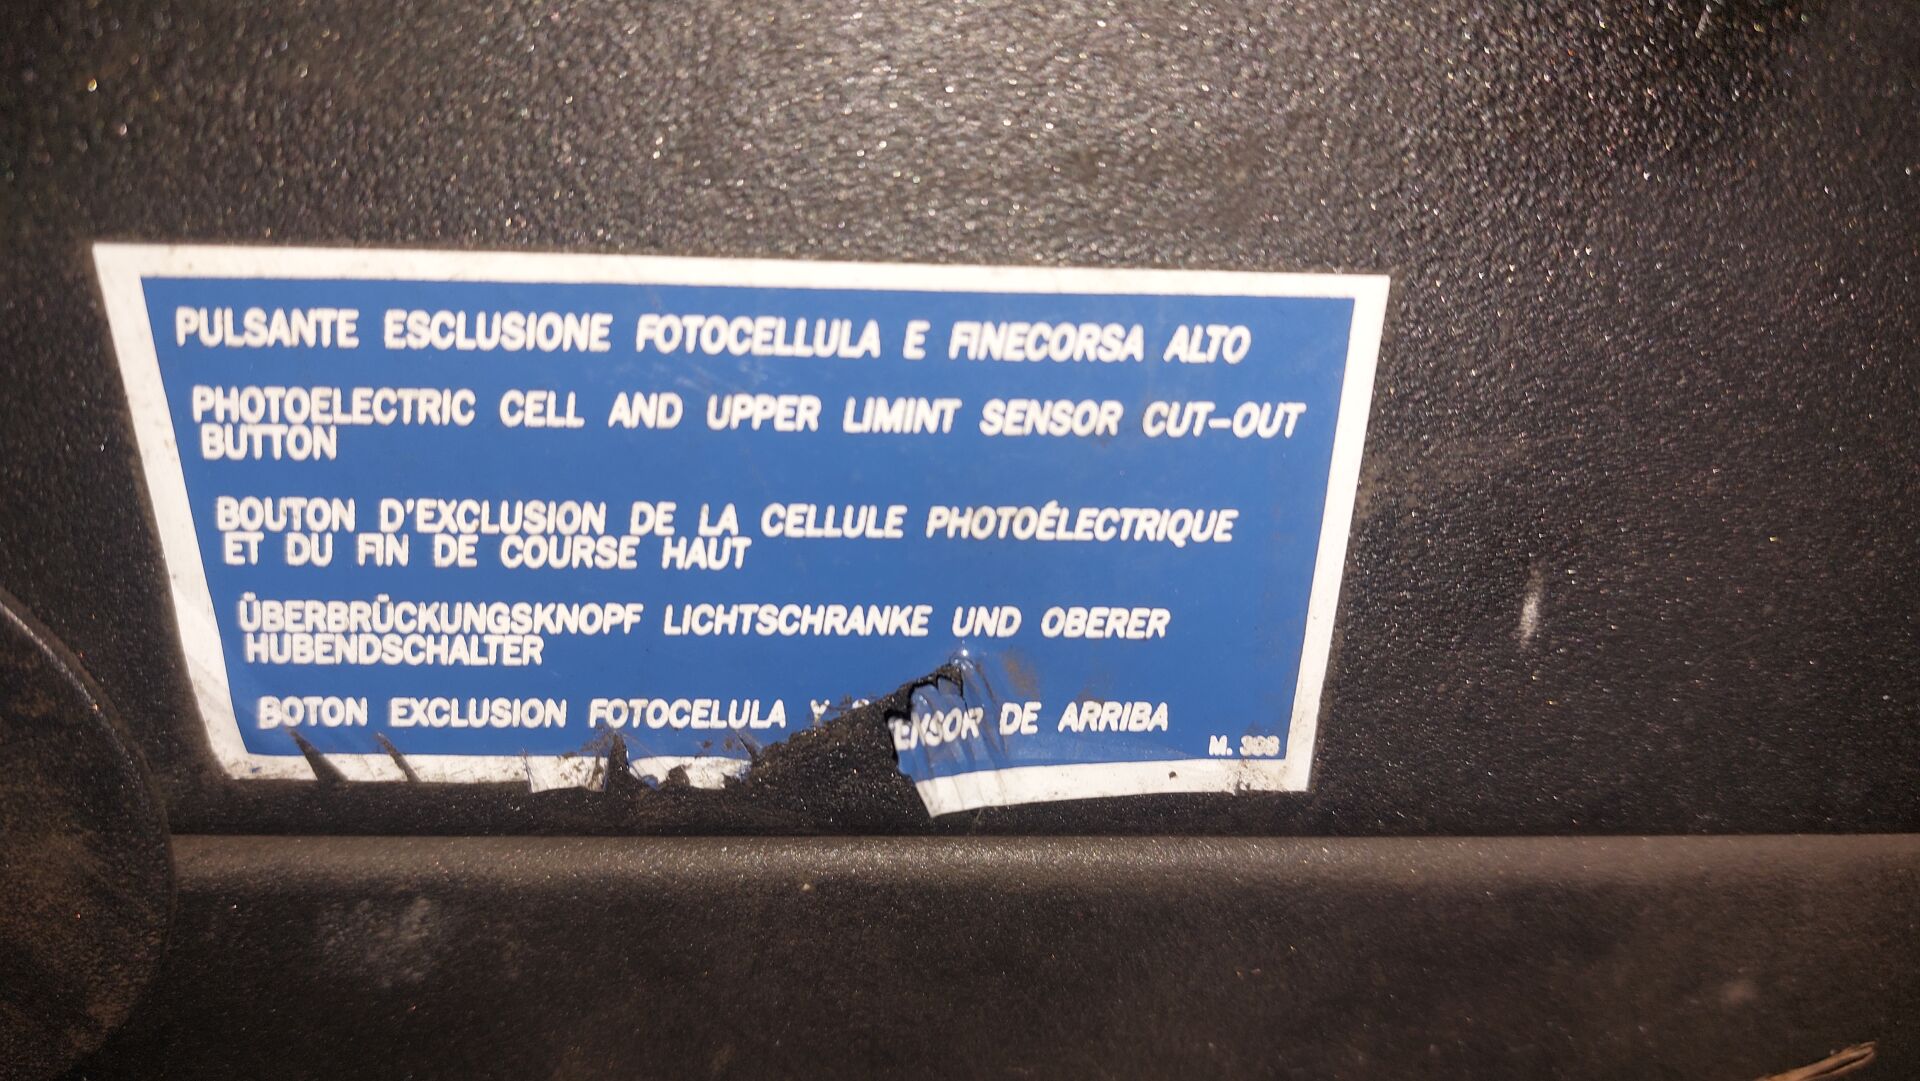 PULSANTE ESCLUSIONE FOTOCELLULA E FINECORSA ALTO
PHOTOELECTRIC CELL AND UPPER LIMINT SENSOR CUT-OUT
BUTTON
BOUTON D'EXCLUSION DE LA CELLULE PHOTOÉLECTRIQUE
ET DU FIN DE COURSE HAUT
ÜBERBRÜCKUNGSKNOPF LICHTSCHRANKE UND OBERER
HUBENDSCHALTER
BOTON EXCLUSION FOTOCELULA Y SENSOR DE ARRIBA
M.